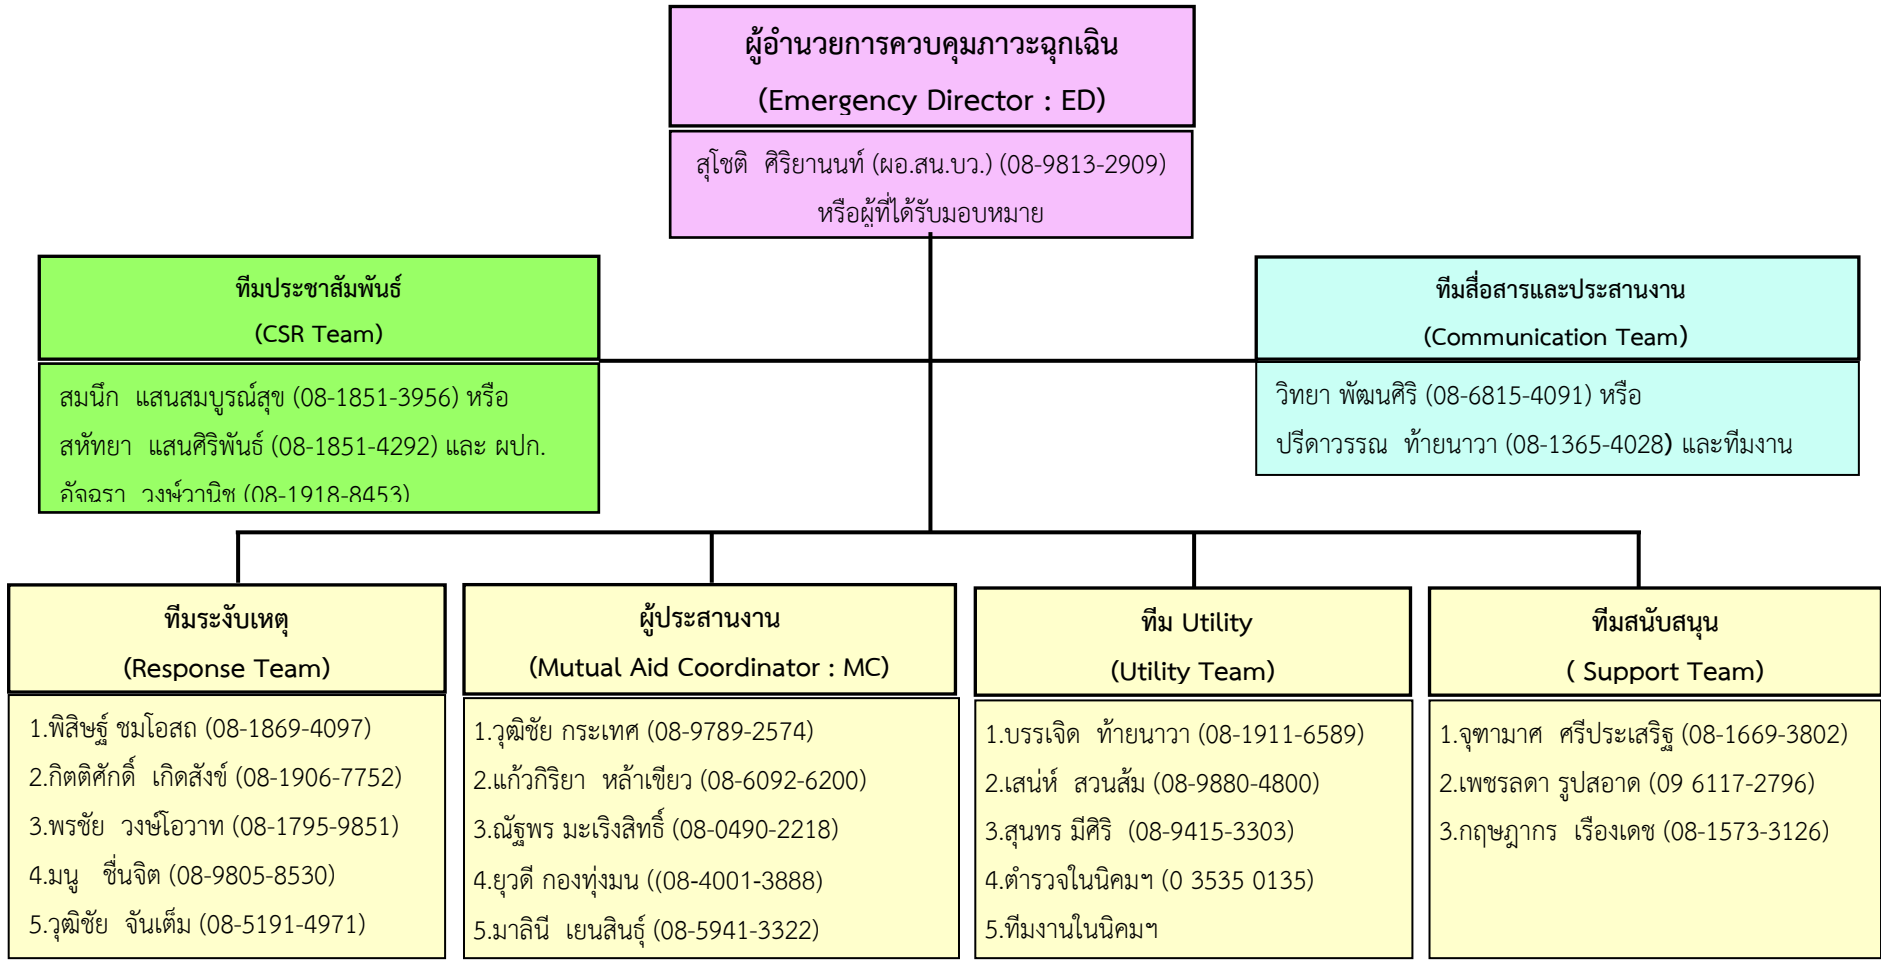 ผู้อำนวยการควบคุมภาวะฉุกเฉิน
(Emergency Director : ED)
สุโชติ ศิริยานนท์ (ผอ.สน.บว.) (08-9813-2909)
หรือผู้ที่ได้รับมอบหมาย
ทีมประชาสัมพันธ์
(CSR Team)
สมนึก แสนสมบูรณ์สุข (08-1851-3956) หรือ
สหัทยา แสนศิริพันธ์ (08-1851-4292) และ ผปก.
อัจฉรา วงษ์วานิช (08-1918-8453)
ทีมสื่อสารและประสานงาน
(Communication Team)
วิทยา พัฒนศิริ (08-6815-4091) หรือ
ปรีดาวรรณ ท้ายนาวา (08-1365-4028) และทีมงาน
ทีมระงับเหตุ
(Response Team)
1.พิสิษฐ์ ชมโอสถ (08-1869-4097)
2.กิตติศักดิ์ เกิดสังข์ (08-1906-7752)
3.พรชัย วงษ์โอวาท (08-1795-9851)
4.มนู ชื่นจิต (08-9805-8530)
5.วุฒิชัย จันเต็ม (08-5191-4971)
ผู้ประสานงาน
(Mutual Aid Coordinator : MC)
1.วุฒิชัย กระเทศ (08-9789-2574)
2.แก้วกิริยา หล้าเขียว (08-6092-6200)
3.ณัฐพร มะเริงสิทธิ์ (08-0490-2218)
4.ยุวดี กองทุ่งมน ((08-4001-3888)
5.มาลินี เยนสินธุ์ (08-5941-3322)
ทีม Utility
(Utility Team)
1.บรรเจิด ท้ายนาวา (08-1911-6589)
2.เสน่ห์ สวนส้ม (08-9880-4800)
3.สุนทร มีศิริ (08-9415-3303)
4.ตำรวจในนิคมฯ (0 3535 0135)
5.ทีมงานในนิคมฯ
ทีมสนับสนุน
( Support Team)
1.จุฑามาศ ศรีประเสริฐ (08-1669-3802)
2.เพชรลดา รูปสอาด (09 6117-2796)
3.กฤษฎากร เรืองเดช (08-1573-3126)